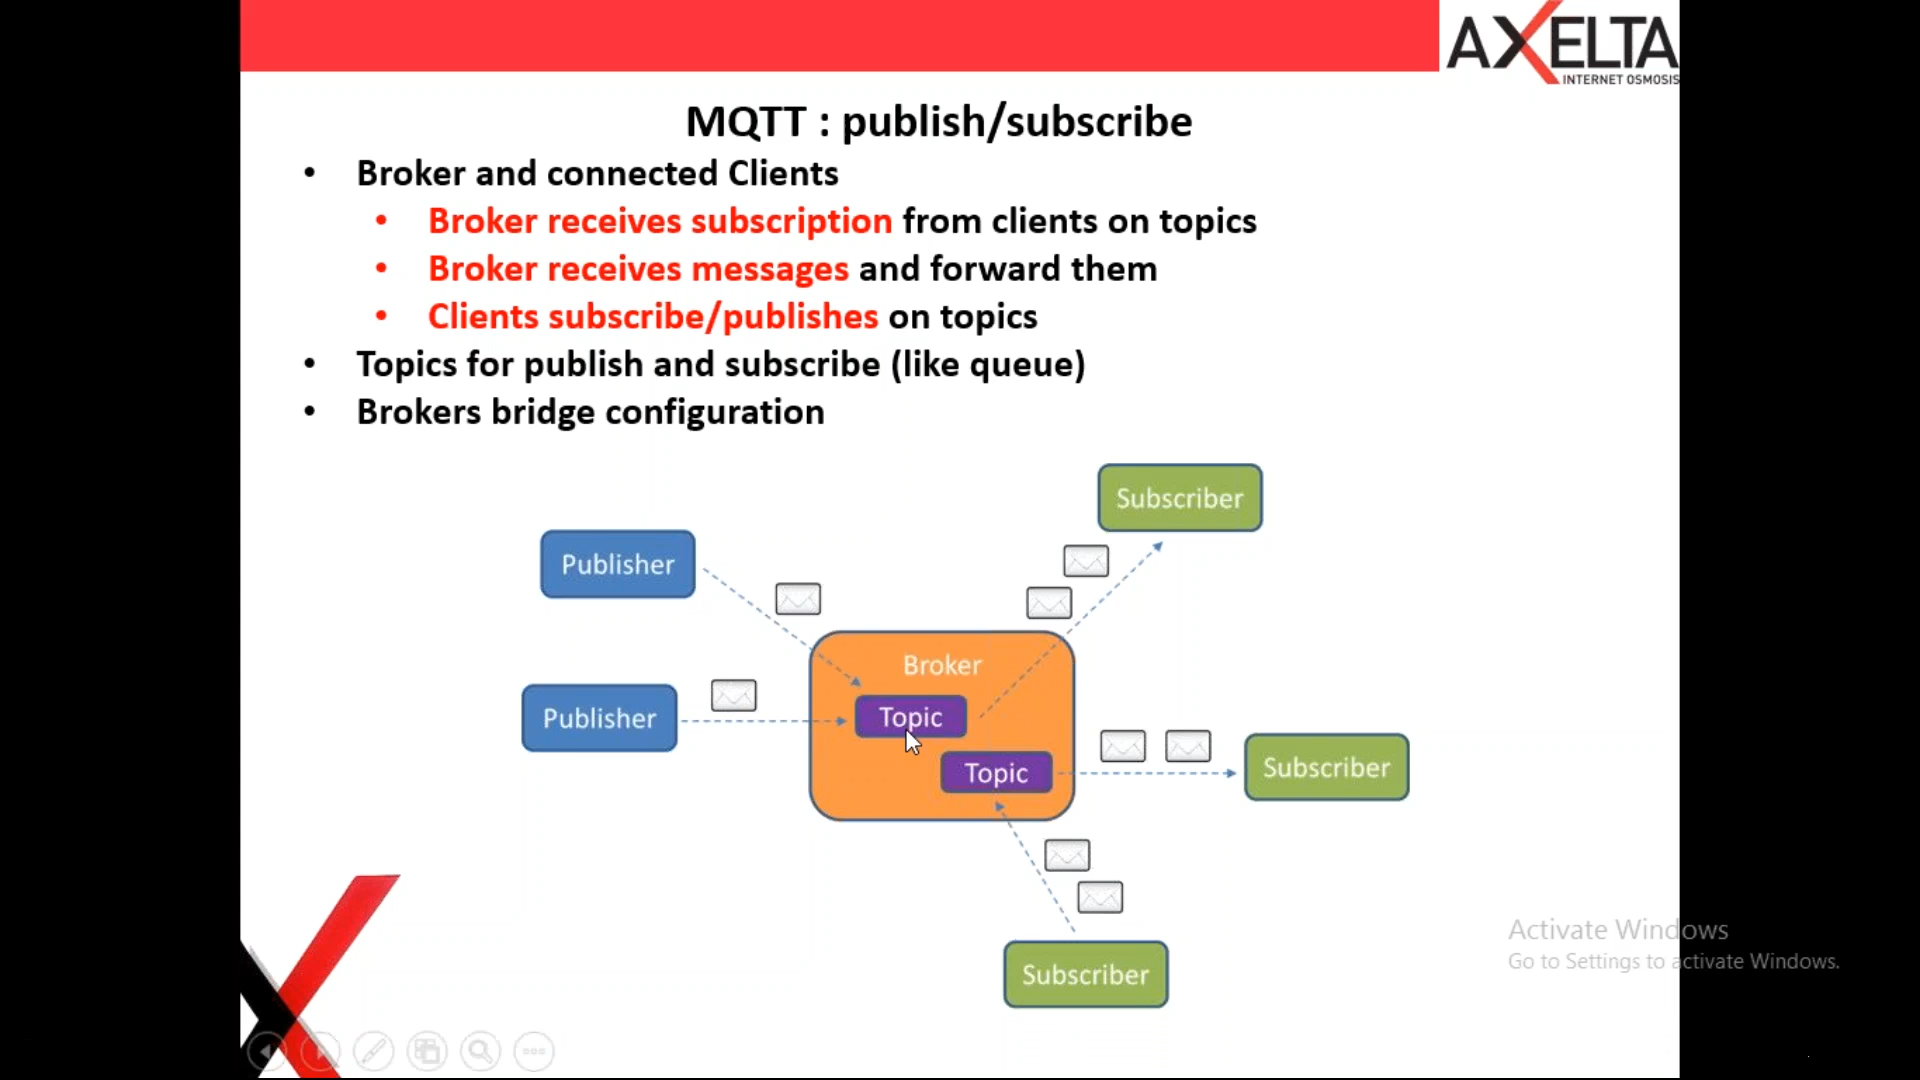 AXELTA
INTERNET OSMOSIS
MQTT : publish/subscribe
• Broker and connected Clients
• Broker receives subscription from clients on topics
• Broker receives messages and forward them
• Clients subscribe/publishes on topics
• Topics for publish and subscribe (like queue)
• Brokers bridge configuration
Subscriber
Publisher
Broker
Publisher
Topic
Topic
Subscriber
Subscriber
Activate Windows
Go to Settings to activate Windows.